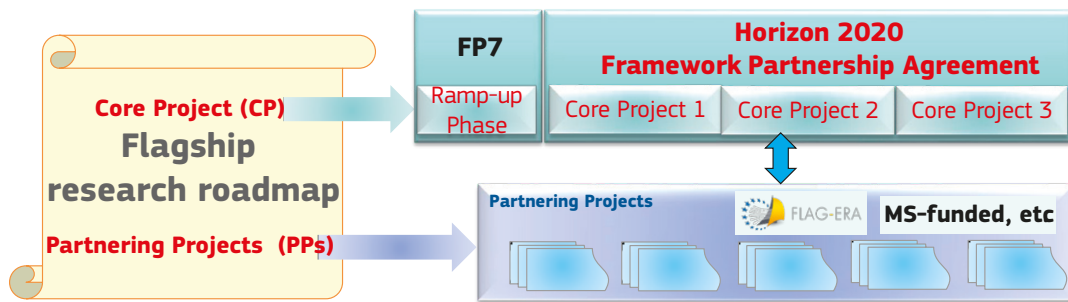 Core Project (CP)
Flagship
research roadmap
Partnering Projects (PPs)
FP7
Ramp-up
Phase
Horizon 2020
Framework Partnership Agreement
Core Project 1
Core Project 2
Core Project 3
Partnering Projects
FLAG-ERA
MS-funded, etc